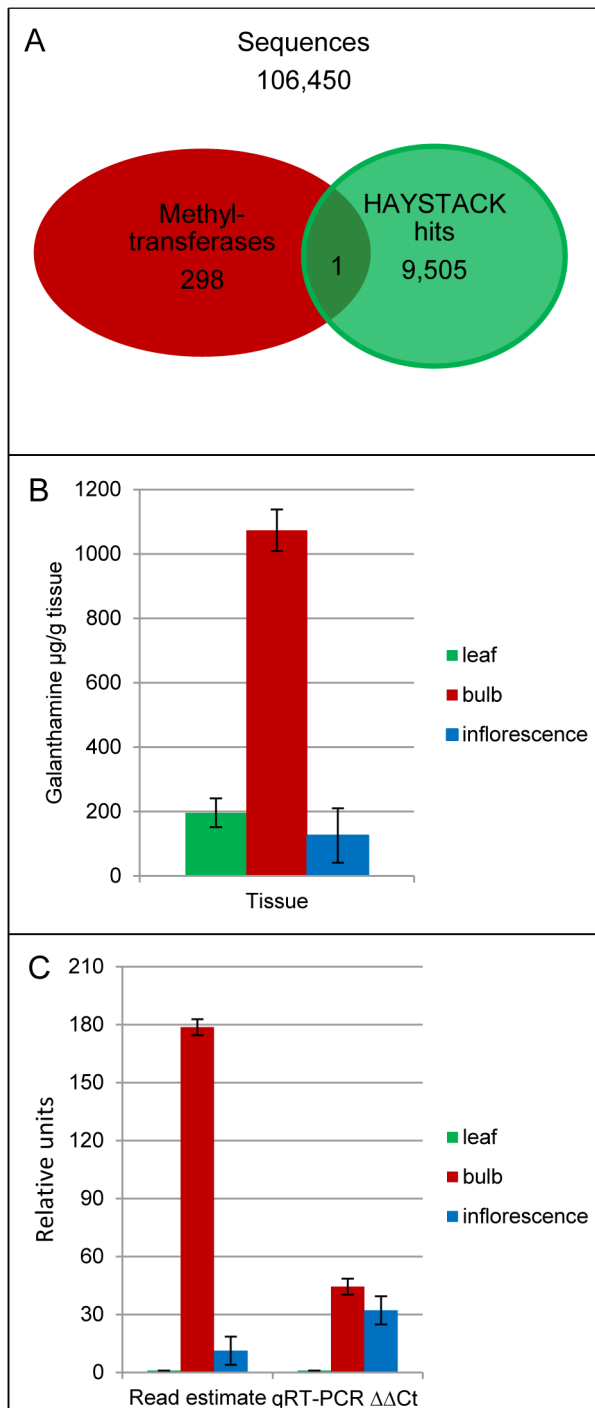 A
Sequences
106,450
Methyl-
transferases
298
1
HAYSTACK
hits
9,505
B
Galanthamine µg/g tissue
1200
1000
800
600
400
200
0
Tissue
leaf
bulb
inflorescence
C
Relative units
210
180
150
120
90
60
30
0
Read estimate qRT-PCR ΔΔCt
leaf
bulb
inflorescence